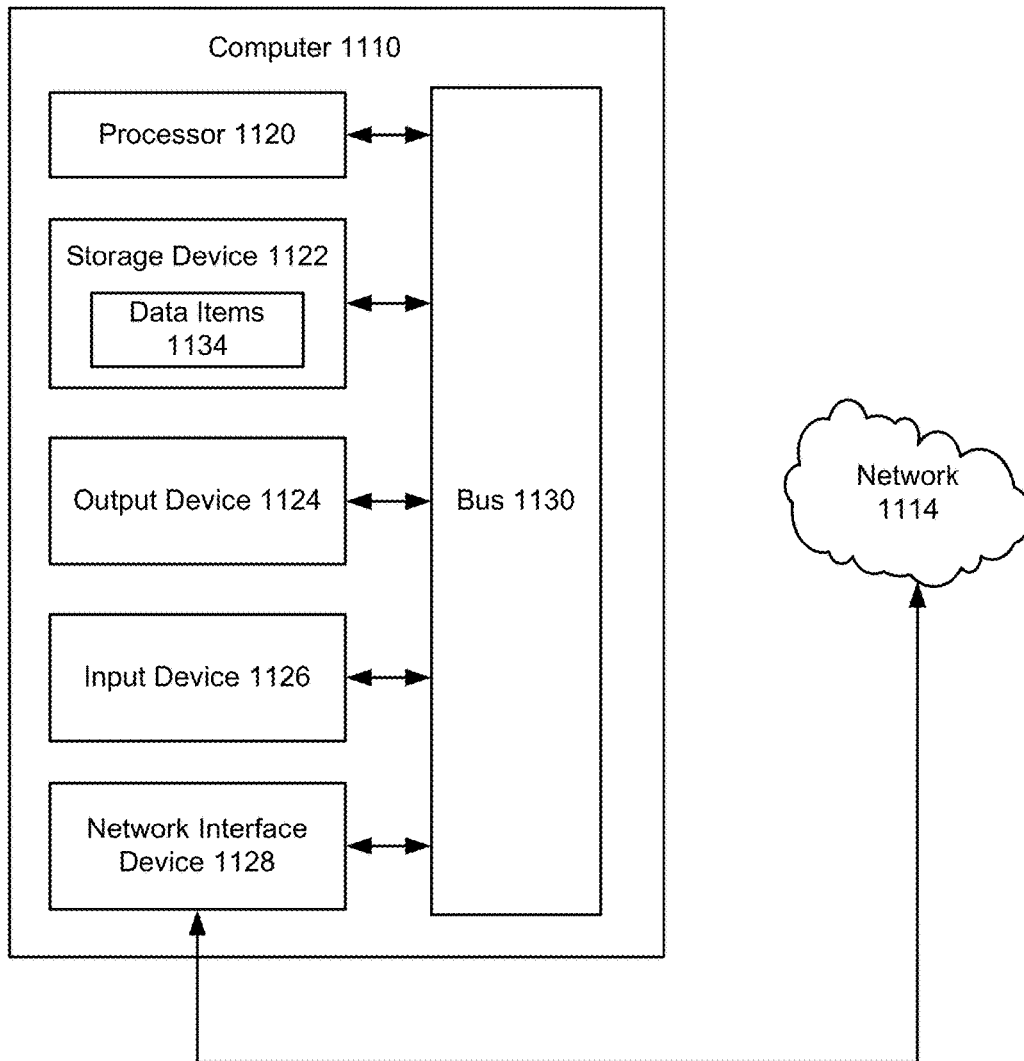 Computer 1110
Processor 1120
Storage Device 1122
Data Items
1134
Output Device 1124
Input Device 1126
Network Interface
Device 1128
Bus 1130
Network
1114